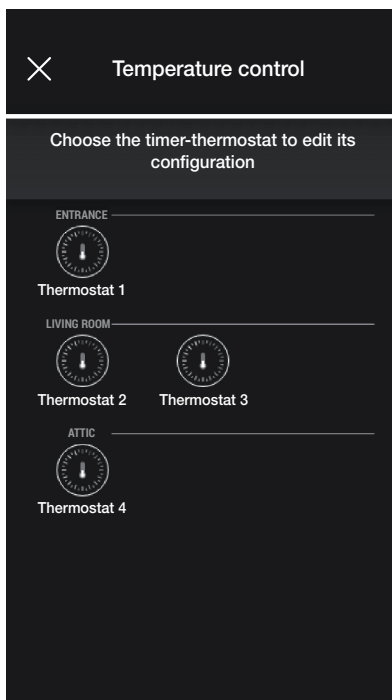 Temperature control
Choose the timer-thermostat to edit its
configuration
ENTRANCE
Thermostat 1
LIVING ROOM
Thermostat 2 Thermostat 3
ATTIC
Thermostat 4